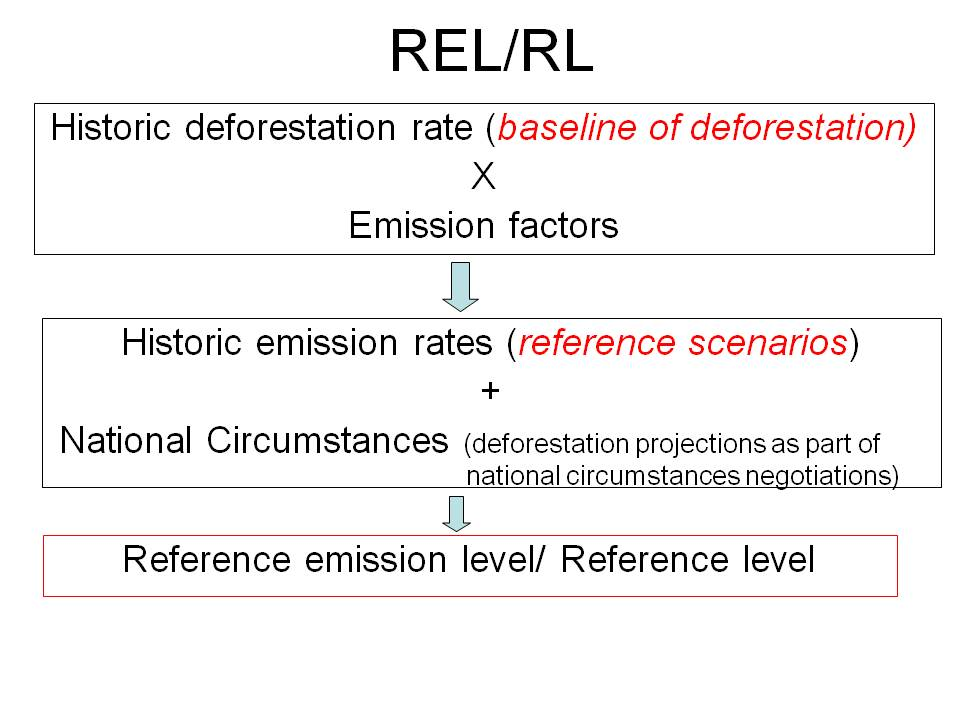 REL/RL
Historic deforestation rate (baseline of deforestation)
X
Emission factors
Historic emission rates (reference scenarios)
+
National Circumstances (deforestation projections as part of
national circumstances negotiations)
Reference emission level/ Reference level